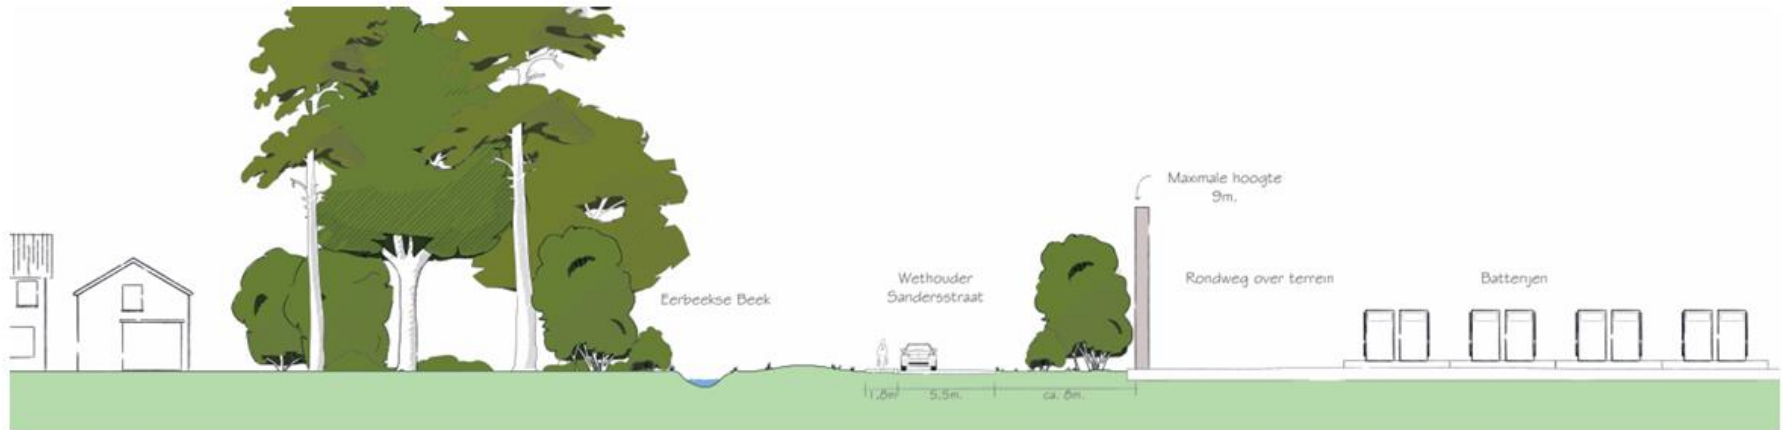 Maximale hoogte
9m.
Wethouder
Sandersstraat
Rondweg over terrein
Batterijen
Eerbeekse Beek
1,8m
5,5m.
ca. 8m.